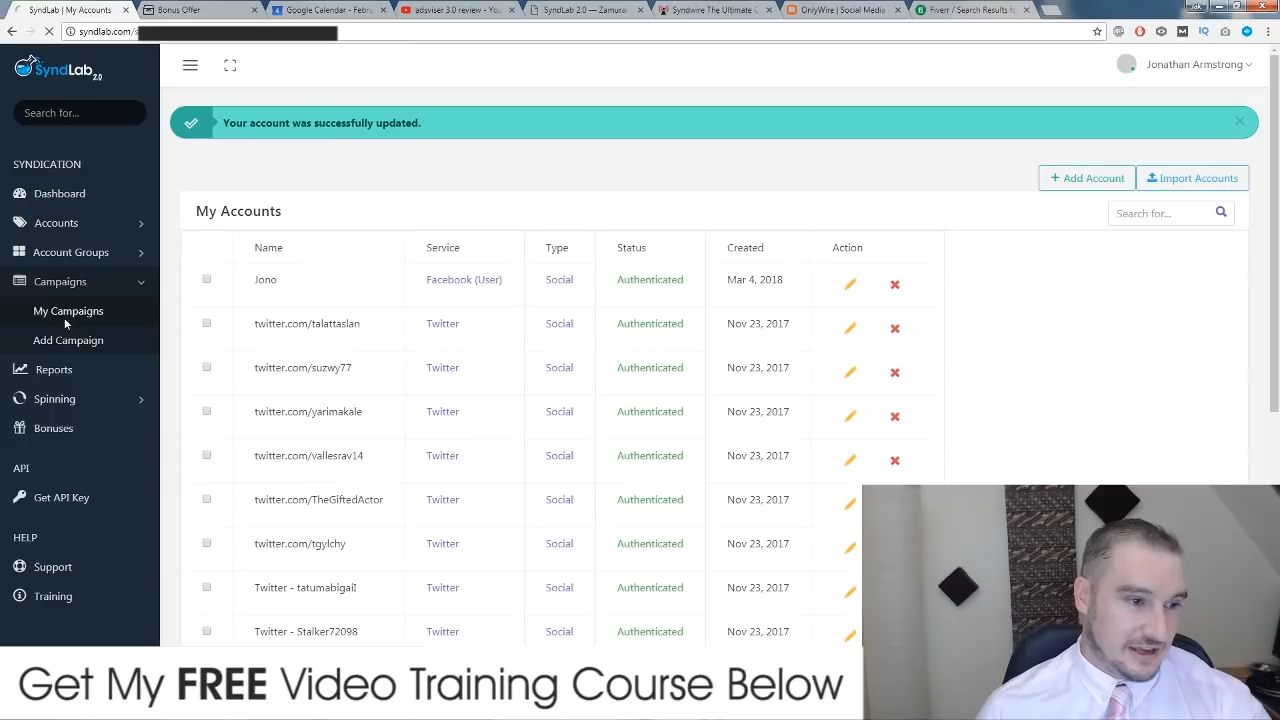 SyndLab | My Accounts
Bonus Offer
Google Calendar - Febru
adsviser 3.0 review - You
SyndLab 2.0 — Zamura
Syndwire The Ultimate C
OnlyWire | Social Media
Fiverr / Search Results f
Jak
syndlab.com/s
SyndLab 2.0
Jonathan Armstrong
Search for...
Your account was successfully updated.
SYNDICATION
+ Add Account
Import Accounts
Dashboard
My Accounts
Search for...
Accounts
Account Groups
Campaigns
My Campaigns
Add Campaign
Reports
Spinning
Bonuses
API
Get API Key
HELP
Support
Training
Name Service Type Status Created Action
Jono Facebook (User) Social Authenticated Mar 4, 2018
twitter.com/talattaslan Twitter Social Authenticated Nov 23, 2017
twitter.com/suzwy77 Twitter Social Authenticated Nov 23, 2017
twitter.com/yarimakale Twitter Social Authenticated Nov 23, 2017
twitter.com/vallesrav14 Twitter Social Authenticated Nov 23, 2017
twitter.com/TheGiftedActor Twitter Social Authenticated Nov 23, 2017
twitter.com/tgylchy Twitter Social Authenticated Nov 23, 2017
Twitter - tatumabigail Twitter Social Authenticated Nov 23, 2017
Twitter - Stalker72098 Twitter Social Authenticated Nov 23, 2017
Get My FREE Video Training Course Below